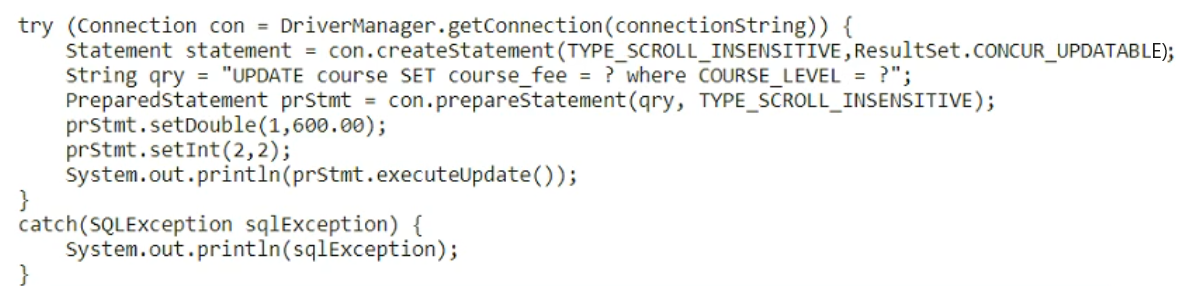 try (Connection con = DriverManager.getConnection(connectionString)) {
    Statement statement = con.createStatement(TYPE_SCROLL_INSENSITIVE,ResultSet.CONCUR_UPDATABLE);
    String qry = "UPDATE course SET course_fee = ? where COURSE_LEVEL = ?";
    PreparedStatement prStmt = con.prepareStatement(qry, TYPE_SCROLL_INSENSITIVE);
    prStmt.setDouble(1,600.00);
    prStmt.setInt(2,2);
    System.out.println(prStmt.executeUpdate());
}
catch(SQLException sqlException) {
    System.out.println(sqlException);
}